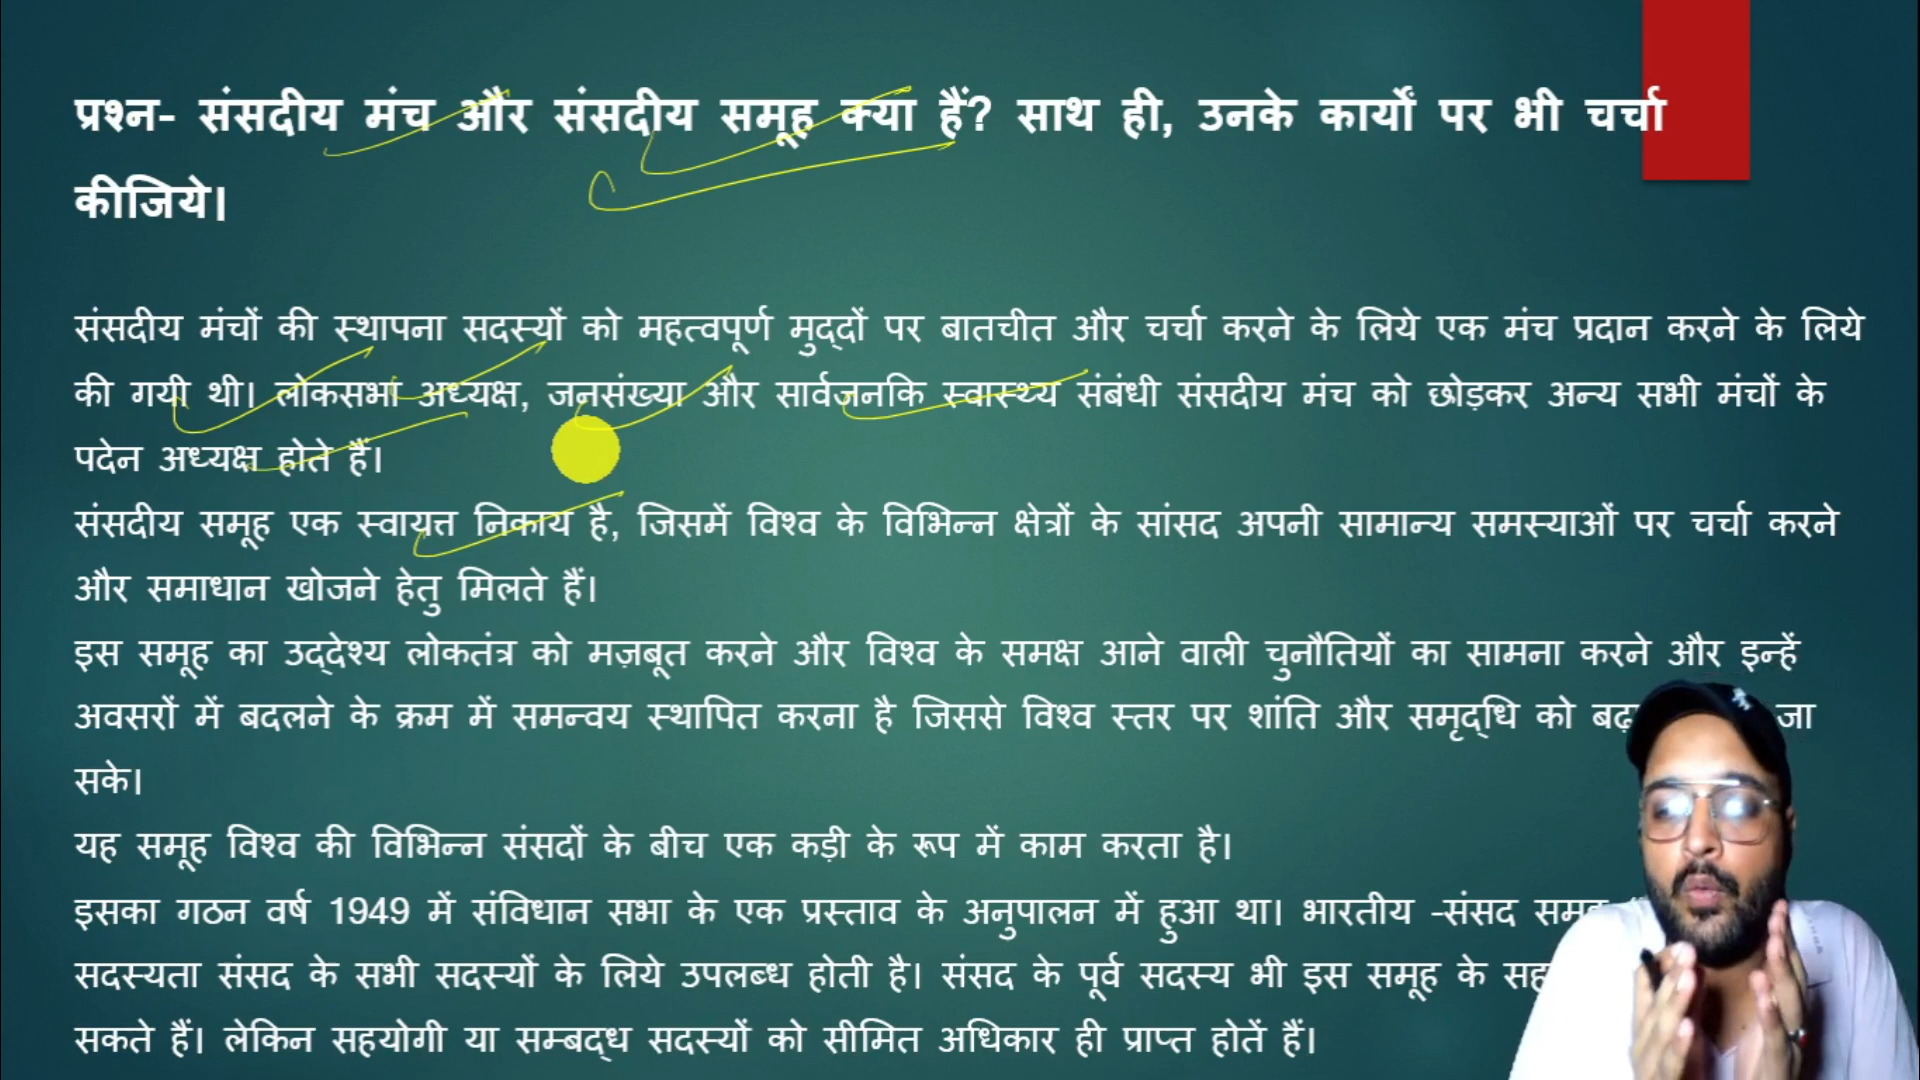 प्रश्न- संसदीय मंच और संसदीय समूह क्या हैं? साथ ही, उनके कार्यों पर भी चर्चा
कीजिये।
संसदीय मंचों की स्थापना सदस्यों को महत्वपूर्ण मुद्दों पर बातचीत और चर्चा करने के लिये एक मंच प्रदान करने के लिये
की गयी थी। लोकसभा अध्यक्ष, जनसंख्या और सार्वजनकि स्वास्थ्य संबंधी संसदीय मंच को छोड़कर अन्य सभी मंचों के
पदेन अध्यक्ष होते हैं।
संसदीय समूह एक स्वायत्त निकाय है, जिसमें विश्व के विभिन्न क्षेत्रों के सांसद अपनी सामान्य समस्याओं पर चर्चा करने
और समाधान खोजने हेतु मिलते हैं।
इस समूह का उद्देश्य लोकतंत्र को मज़बूत करने और विश्व के समक्ष आने वाली चुनौतियों का सामना करने और इन्हें
अवसरों में बदलने के क्रम में समन्वय स्थापित करना है जिससे विश्व स्तर पर शांति और समृद्धि को जा
सके।
यह समूह विश्व की विभिन्न संसदों के बीच एक कड़ी के रूप में काम करता है।
इसका गठन वर्ष 1949 में संविधान सभा के एक प्रस्ताव के अनुपालन में हुआ था। भारतीय -संसद
सदस्यता संसद के सभी सदस्यों के लिये उपलब्ध होती है। संसद के पूर्व सदस्य भी इस समूह के
सकते हैं। लेकिन सहयोगी या सम्बद्ध सदस्यों को सीमित अधिकार ही प्राप्त होतें हैं।